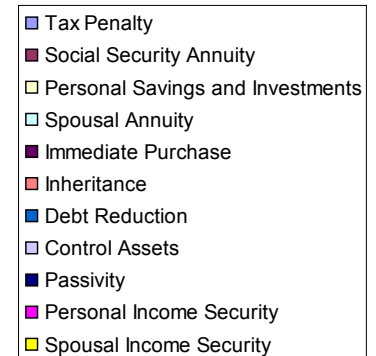 Tax Penalty
Social Security Annuity
Personal Savings and Investments
Spousal Annuity
Immediate Purchase
Inheritance
Debt Reduction
Control Assets
Passivity
Personal Income Security
Spousal Income Security